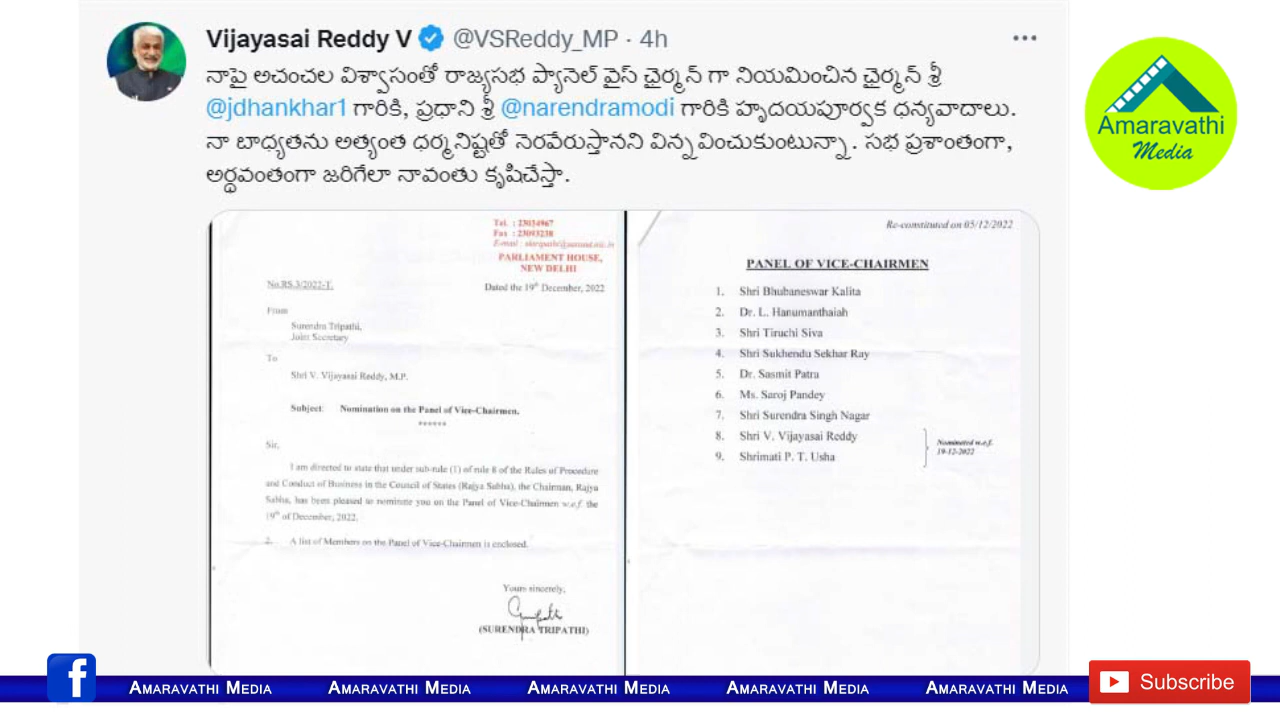 Vijayasai Reddy V @VSReddy_MP · 4h
నాపై అచంచల విశ్వాసంతో రాజ్యసభ ప్యానెల్ వైస్ ఛైర్మన్ గా నియమించిన ఛైర్మన్ శ్రీ
@jdhankhar1 గారికి, ప్రధాని శ్రీ @narendramodi గారికి హృదయపూర్వక ధన్యవాదాలు.
నా బాధ్యతను అత్యంత ధర్మనిష్టతో నెరవేరుస్తానని విన్నవించుకుంటున్నా. సభ ప్రశాంతంగా,
అర్ధవంతంగా జరిగేలా నావంతు కృషిచేస్తా.
Amaravathi
Media
Tel. : 23034967
Fax : 23093238
E-mail :
PARLIAMENT HOUSE,
NEW DELHI
No.RS.3/2022-T.
Dated the 19th December, 2022
From
Surendra Tripathi,
Joint Secretary
To
Shri V. Vijayasai Reddy, M.P.
Subject: Nomination on the Panel of Vice-Chairmen.
******
Sir,
I am directed to state that under sub-rule (1) of rule 8 of the Rules of Procedure
and Conduct of Business in the Council of States (Rajya Sabha), the Chairman, Rajya
Sabha, has been pleased to nominate you on the Panel of Vice-Chairmen w.e.f. the
19th of December, 2022.
2. A list of Members on the Panel of Vice-Chairmen is enclosed.
Yours sincerely,
(SURENDRA TRIPATHI)
Re-constituted on 05/12/2022
PANEL OF VICE-CHAIRMEN
1. Shri Bhubaneswar Kalita
2. Dr. L. Hanumanthaiah
3. Shri Tiruchi Siva
4. Shri Sukhendu Sekhar Ray
5. Dr. Sasmit Patra
6. Ms. Saroj Pandey
7. Shri Surendra Singh Nagar
8. Shri V. Vijayasai Reddy
9. Shrimati P. T. Usha
Nominated w.e.f.
19-12-2022
f AMARAVATHI MEDIA AMARAVATHI MEDIA AMARAVATHI MEDIA AMARAVATHI MEDIA AMARAVATHI MEDIA Subscribe